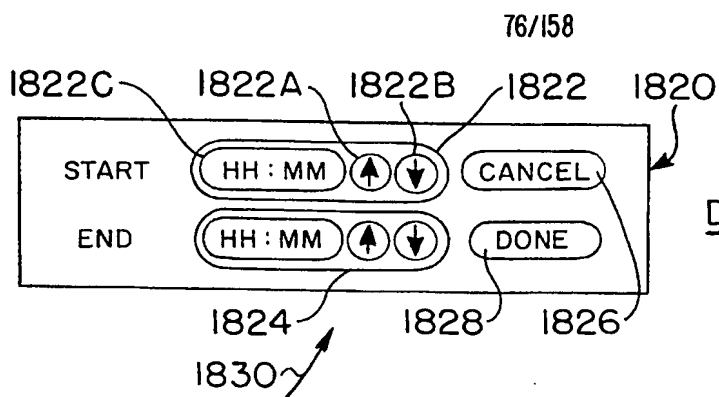 76/158
1822C 1822A 1822B 1822 1820
START HH : MM CANCEL
END HH : MM DONE
D
1824 1828 1826
1830